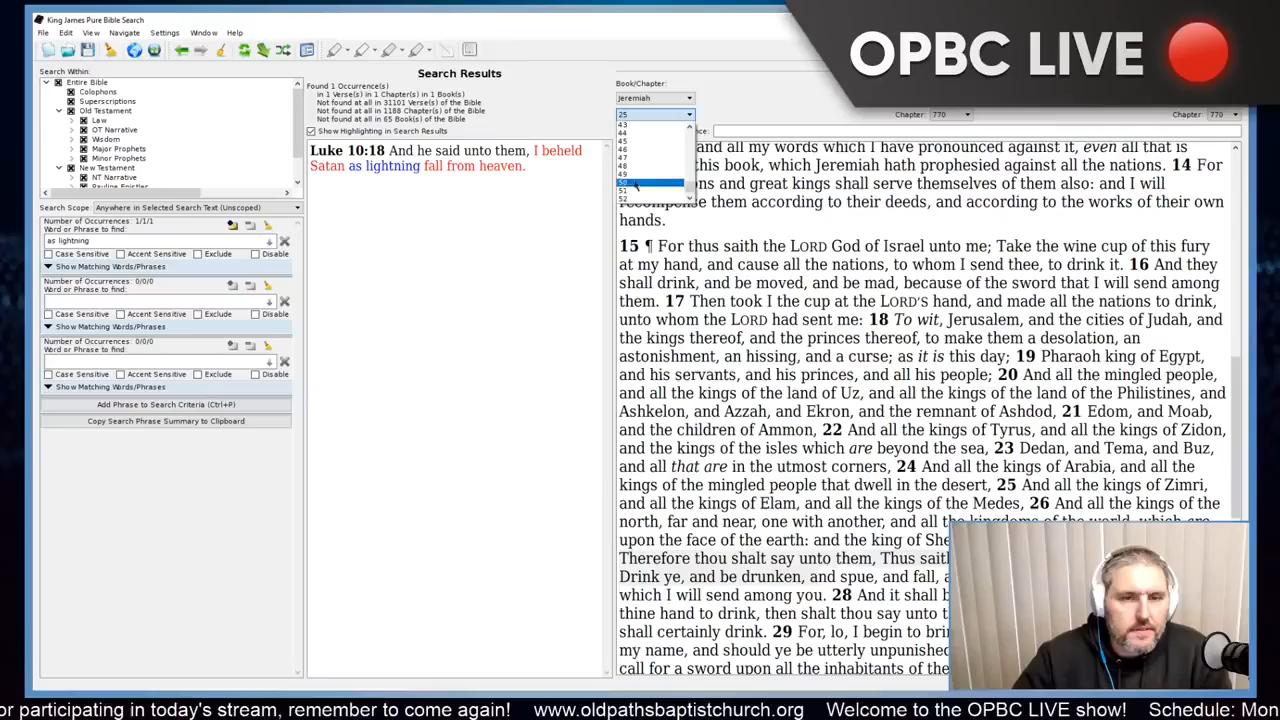 King James Pure Bible Search
File Edit View Navigate Settings Window Help
OPBC LIVE
Search Within:
Entire Bible
Colophons
Superscriptions
Old Testament
Law
OT Narrative
Wisdom
Major Prophets
Minor Prophets
New Testament
NT Narrative
Search Scope: Anywhere in Selected Search Text (Unscoped)
Number of Occurrences: 1/1/1
Word or Phrase to find:
as lightning
Case Sensitive Accent Sensitive Exclude Disable
Show Matching Words/Phrases
Number of Occurrences: 0/0/0
Word or Phrase to find:
Case Sensitive Accent Sensitive Exclude Disable
Show Matching Words/Phrases
Number of Occurrences: 0/0/0
Word or Phrase to find:
Case Sensitive Accent Sensitive Exclude Disable
Show Matching Words/Phrases
Add Phrase to Search Criteria (Ctrl+P)
Copy Search Phrase Summary to Clipboard
Search Results
Found 1 Occurrence(s)
in 1 Verse(s) in 1 Chapter(s) in 1 Book(s)
Not found at all in 31101 Verse(s) of the Bible
Not found at all in 1188 Chapter(s) of the Bible
Not found at all in 65 Book(s) of the Bible
Show Highlighting in Search Results
Luke 10:18 And he said unto them, I beheld
Satan as lightning fall from heaven.
Book/Chapter:
Jeremiah
25
43
44
45
46
47
48
49
50
51
52
Chapter: 770
Chapter: 770
and all my words which I have pronounced against it, even all that is
this book, which Jeremiah hath prophesied against all the nations. 14 For
and great kings shall serve themselves of them also: and I will
recompense them according to their deeds, and according to the works of their own
hands.
15 ¶ For thus saith the LORD God of Israel unto me; Take the wine cup of this fury
at my hand, and cause all the nations, to whom I send thee, to drink it. 16 And they
shall drink, and be moved, and be mad, because of the sword that I will send among
them. 17 Then took I the cup at the LORD'S hand, and made all the nations to drink,
unto whom the LORD had sent me: 18 To wit, Jerusalem, and the cities of Judah, and
the kings thereof, and the princes thereof, to make them a desolation, an
astonishment, an hissing, and a curse; as it is this day; 19 Pharaoh king of Egypt,
and his servants, and his princes, and all his people; 20 And all the mingled people,
and all the kings of the land of Uz, and all the kings of the land of the Philistines, and
Ashkelon, and Azzah, and Ekron, and the remnant of Ashdod, 21 Edom, and Moab,
and the children of Ammon, 22 And all the kings of Tyrus, and all the kings of Zidon,
and the kings of the isles which are beyond the sea, 23 Dedan, and Tema, and Buz,
and all that are in the utmost corners, 24 And all the kings of Arabia, and all the
kings of the mingled people that dwell in the desert, 25 And all the kings of Zimri,
and all the kings of Elam, and all the kings of the Medes, 26 And all the kings of the
north, far and near, one with another, and all the kingdoms of the world, which are
upon the face of the earth: and the king of She
Therefore thou shalt say unto them, Thus saith
Drink ye, and be drunken, and spue, and fall, a
which I will send among you. 28 And it shall b
thine hand to drink, then shalt thou say unto t
shall certainly drink. 29 For, lo, I begin to brin
my name, and should ye be utterly unpunished
call for a sword upon all the inhabitants of the
or participating in today's stream, remember to come again! www.oldpathsbaptistchurch.org Welcome to the OPBC LIVE show! Schedule: Mon